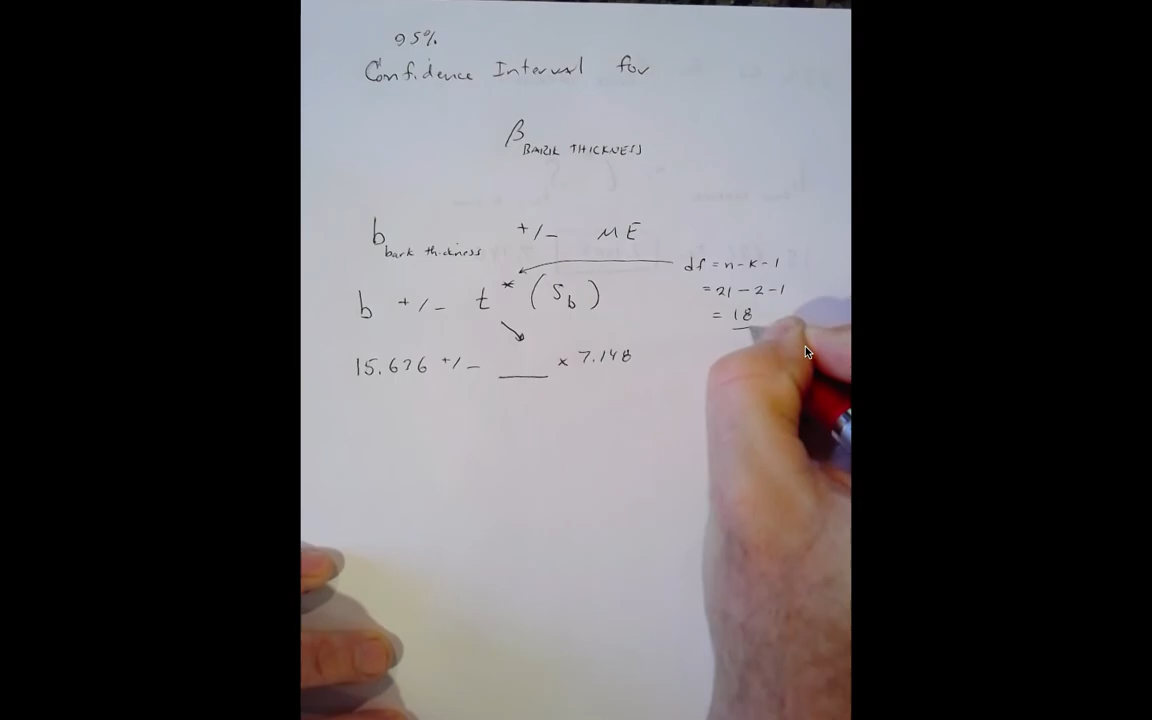 95%
Confidence Interval for
β BARK THICKNESS
b bark thickness +/- ME
df = n-k-1
b +/- t* (Sb)
= 21-2-1
= 18
15.676 +/- ____ x 7.148